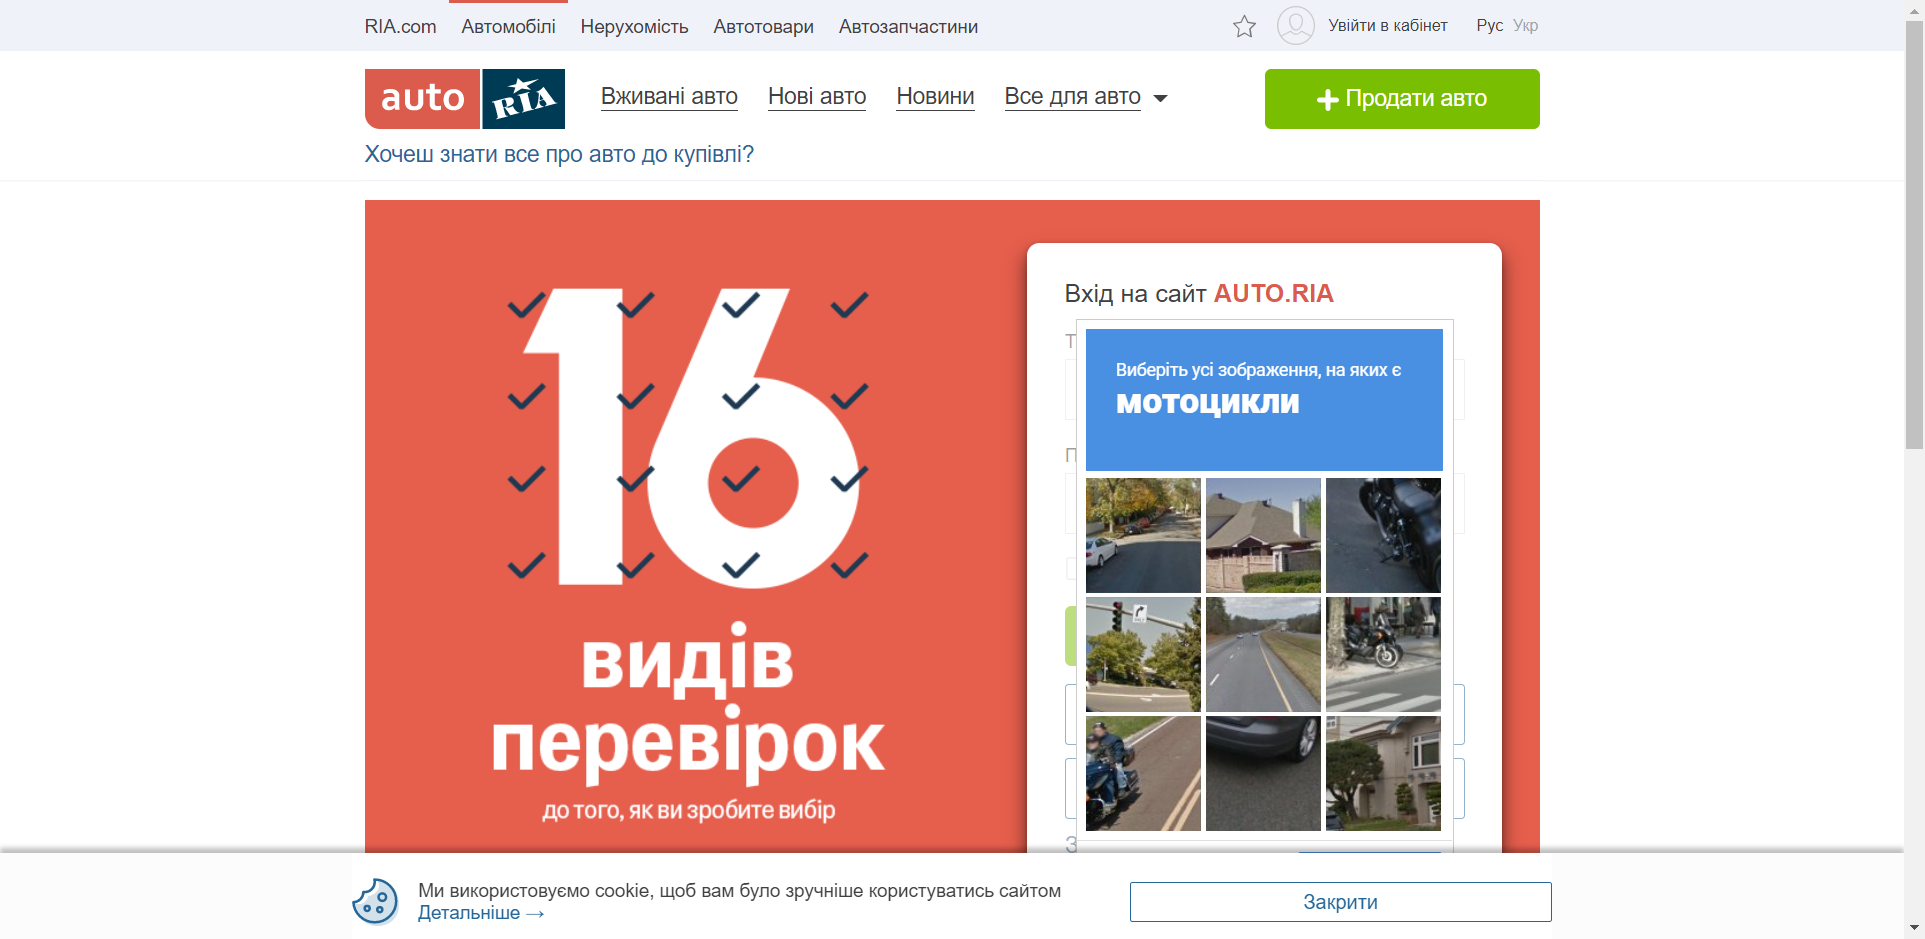 RIA.com Автомобілі Нерухомість Автотовари Автозапчастини Увійти в кабінет Рус Укр
auto RIA Вживані авто Нові авто Новини Все для авто Продати авто
Хочеш знати все про авто до купівлі?
16
видів
перевірок
до того, як ви зробите вибір
Вхід на сайт AUTO.RIA
Т
Виберіть усі зображення, на яких є
мотоцикли
П
З
Ми використовуємо cookie, щоб вам було зручніше користуватись сайтом
Детальніше →
Закрити